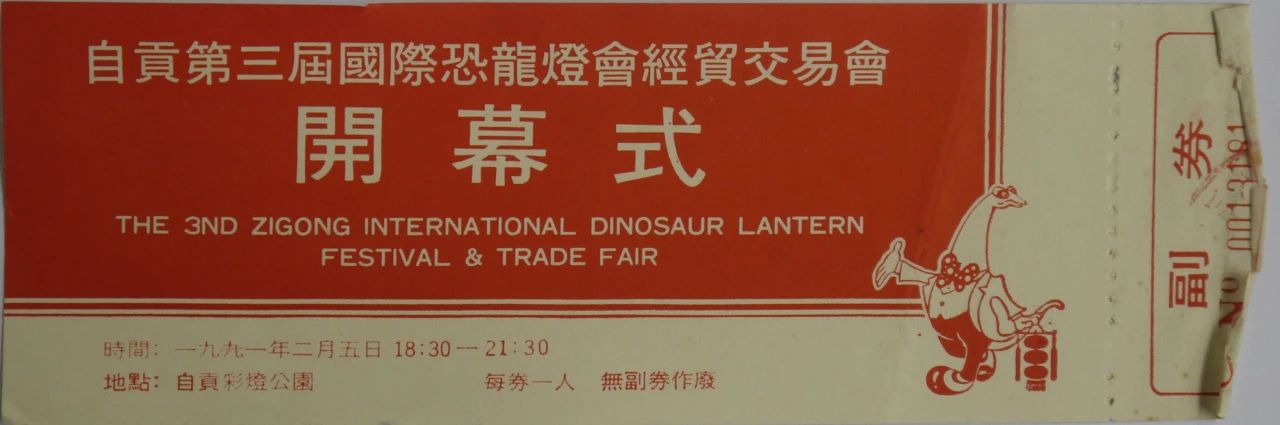 自貢第三屆國際恐龍燈會經貿交易會
開幕式
THE 3ND ZIGONG INTERNATIONAL DINOSAUR LANTERN
FESTIVAL & TRADE FAIR
時間：一九九一年二月五日 18:30—21:30
地點：自貢彩燈公園 每券一人 無副券作廢
副券
No 0013181